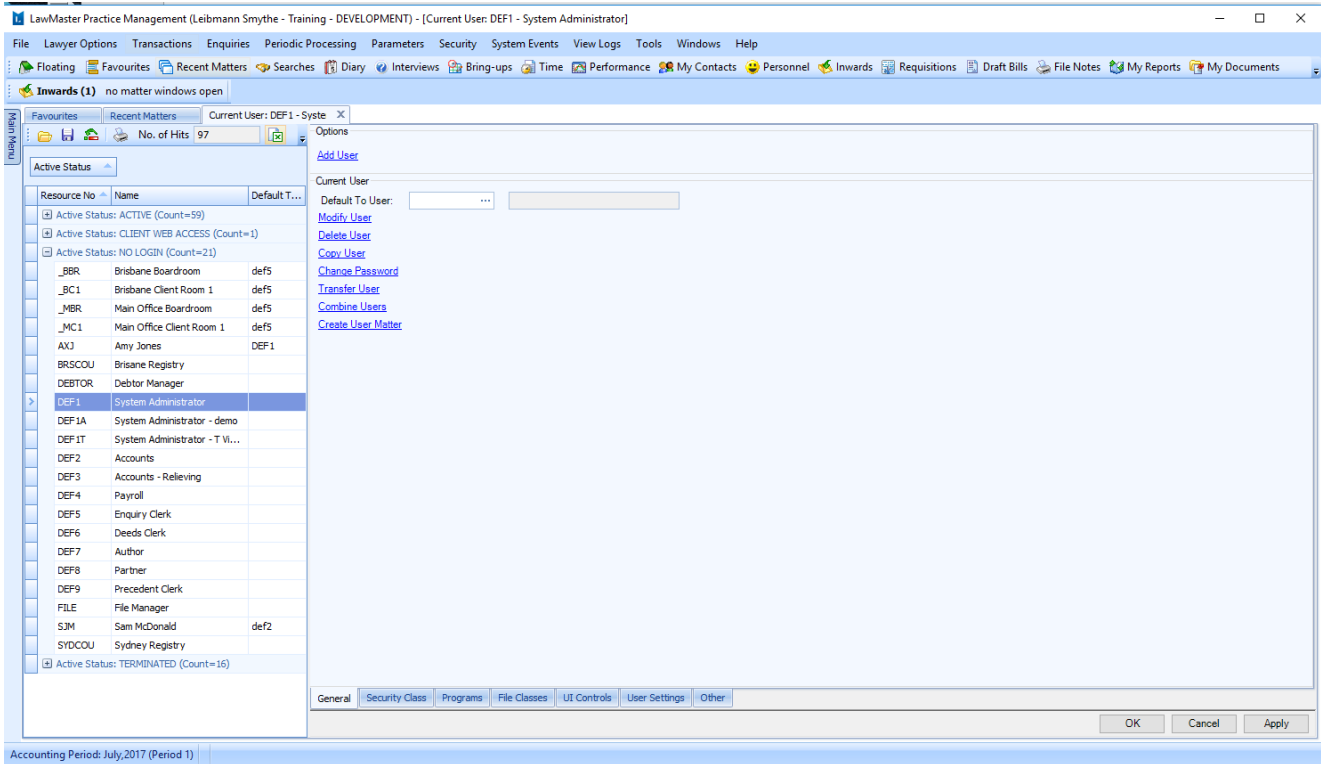 LawMaster Practice Management (Leibmann Smythe - Training - DEVELOPMENT) - [Current User: DEF1 - System Administrator]
File Lawyer Options Transactions Enquiries Periodic Processing Parameters Security System Events View Logs Tools Windows Help
Floating Favourites Recent Matters Searches Diary Interviews Bring-ups Time Performance My Contacts Personnel Inwards Requisitions Draft Bills File Notes My Reports My Documents
Inwards (1) no matter windows open
Main Menu
Favourites Recent Matters Current User: DEF1 - Syste X
No. of Hits 97
Active Status
Resource No Name Default T...
Active Status: ACTIVE (Count=59)
Active Status: CLIENT WEB ACCESS (Count=1)
Active Status: NO LOGIN (Count=21)
_BBR Brisbane Boardroom def5
_BC1 Brisbane Client Room 1 def5
_MBR Main Office Boardroom def5
_MC1 Main Office Client Room 1 def5
AXJ Amy Jones DEF1
BRSCOU Brisane Registry
DEBTOR Debtor Manager
DEF1 System Administrator
DEF1A System Administrator - demo
DEF1T System Administrator - T Vi...
DEF2 Accounts
DEF3 Accounts - Relieving
DEF4 Payroll
DEF5 Enquiry Clerk
DEF6 Deeds Clerk
DEF7 Author
DEF8 Partner
DEF9 Precedent Clerk
FILE File Manager
SJM Sam McDonald def2
SYDCOU Sydney Registry
Active Status: TERMINATED (Count=16)
Options
Add User
Current User
Default To User: ...
Modify User
Delete User
Copy User
Change Password
Transfer User
Combine Users
Create User Matter
General Security Class Programs File Classes UI Controls User Settings Other
OK Cancel Apply
Accounting Period: July,2017 (Period 1)